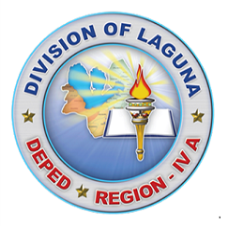 DIVISION OF LAGUNA
DEPED ★ REGION - IV A